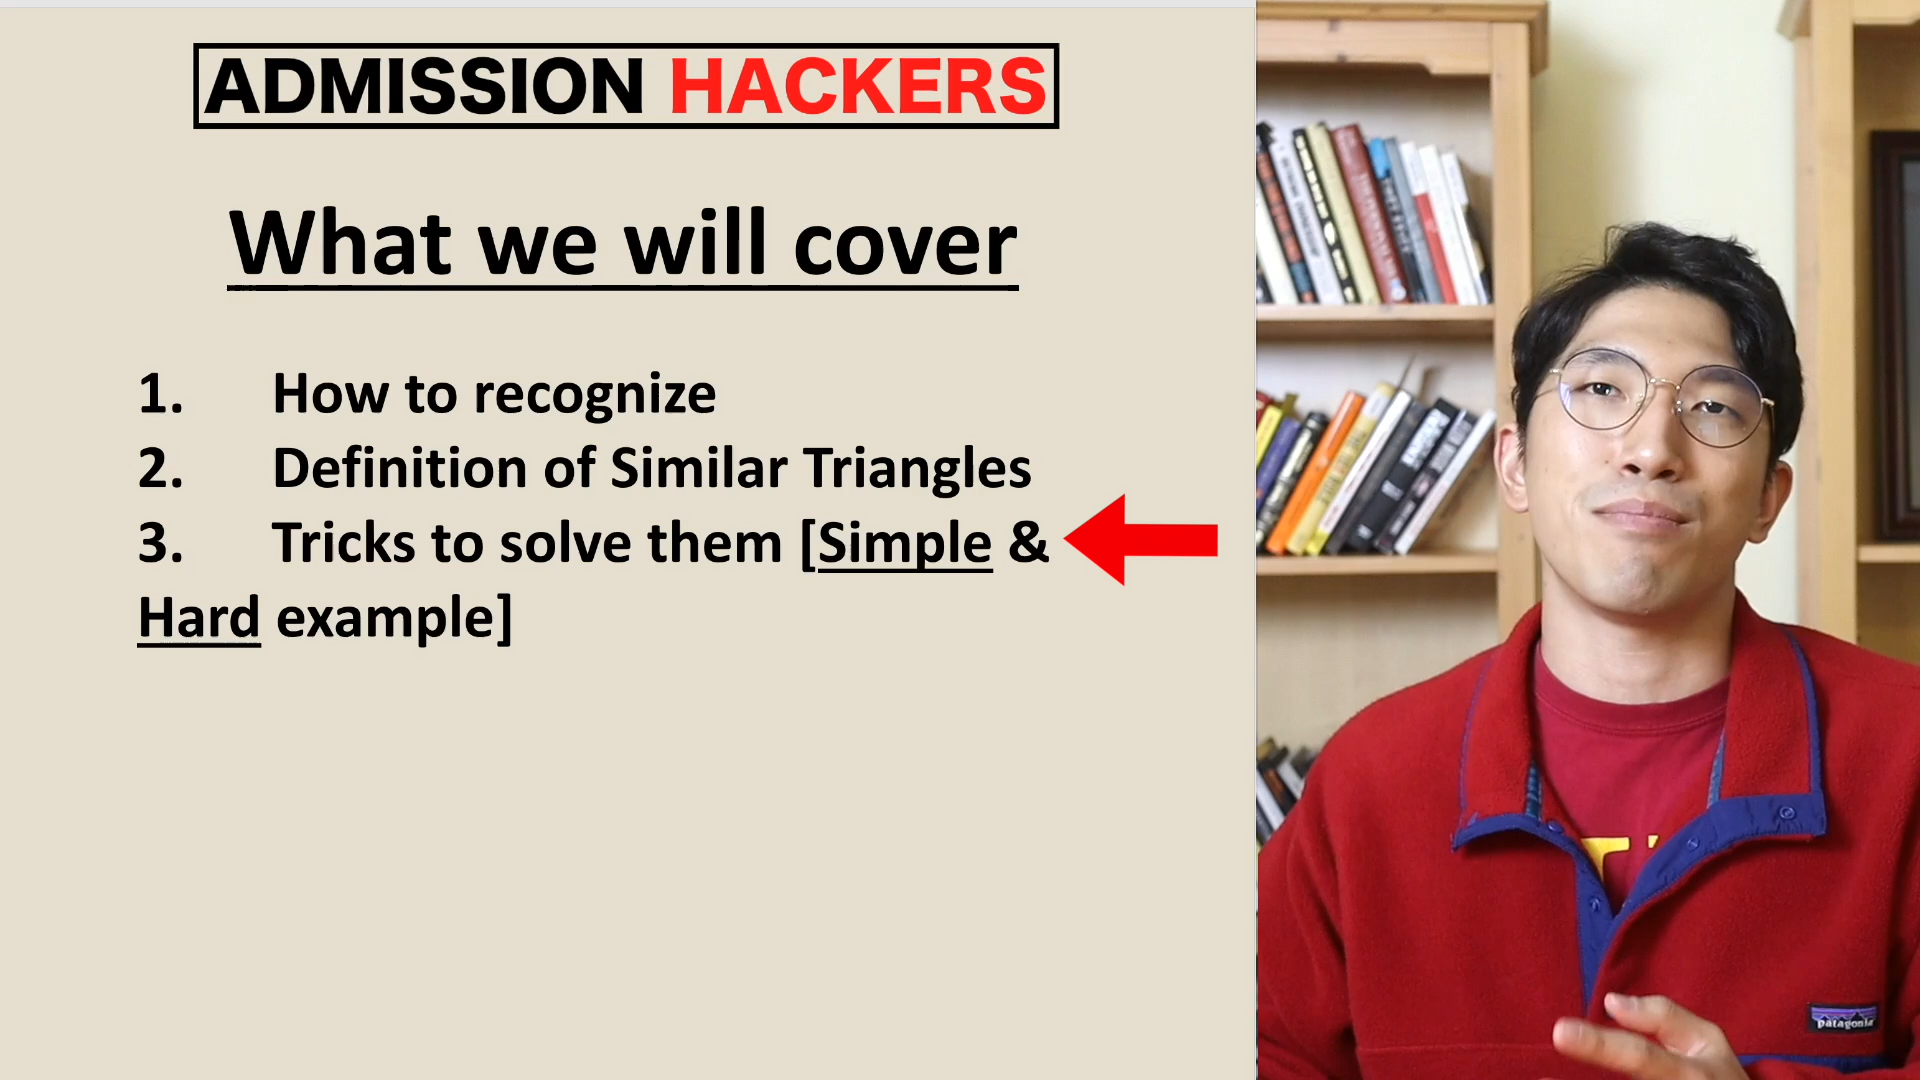 ADMISSION HACKERS
What we will cover
1. How to recognize
2. Definition of Similar Triangles
3. Tricks to solve them [Simple &
Hard example]
patagonia